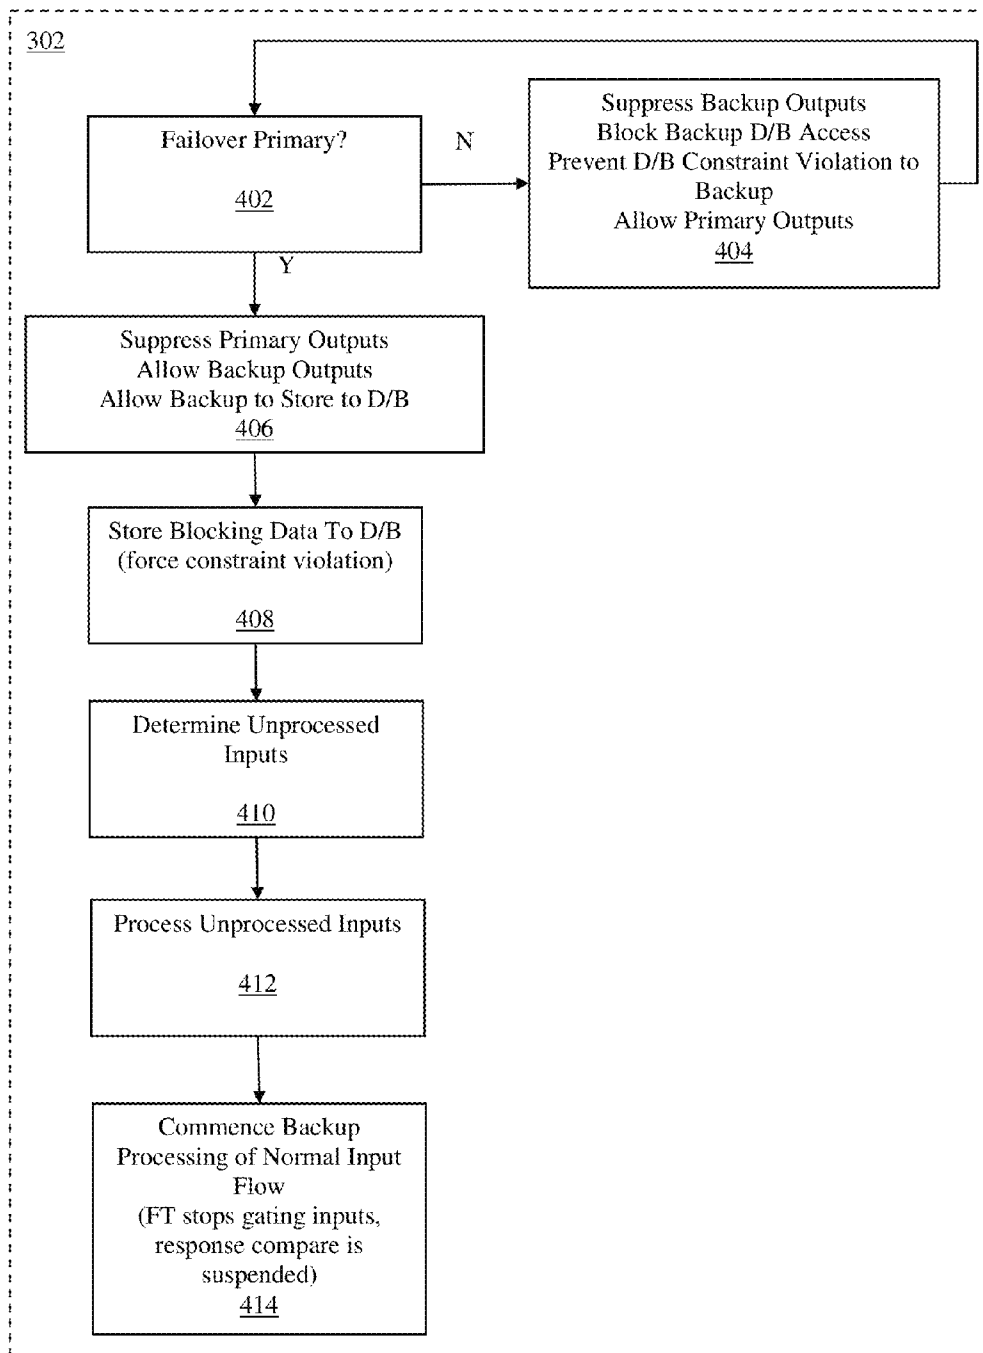 302
Failover Primary?
402
N
Suppress Backup Outputs
Block Backup D/B Access
Prevent D/B Constraint Violation to
Backup
Allow Primary Outputs
404
Y
Suppress Primary Outputs
Allow Backup Outputs
Allow Backup to Store to D/B
406
Store Blocking Data To D/B
(force constraint violation)
408
Determine Unprocessed
Inputs
410
Process Unprocessed Inputs
412
Commence Backup
Processing of Normal Input
Flow
(FT stops gating inputs,
response compare is
suspended)
414